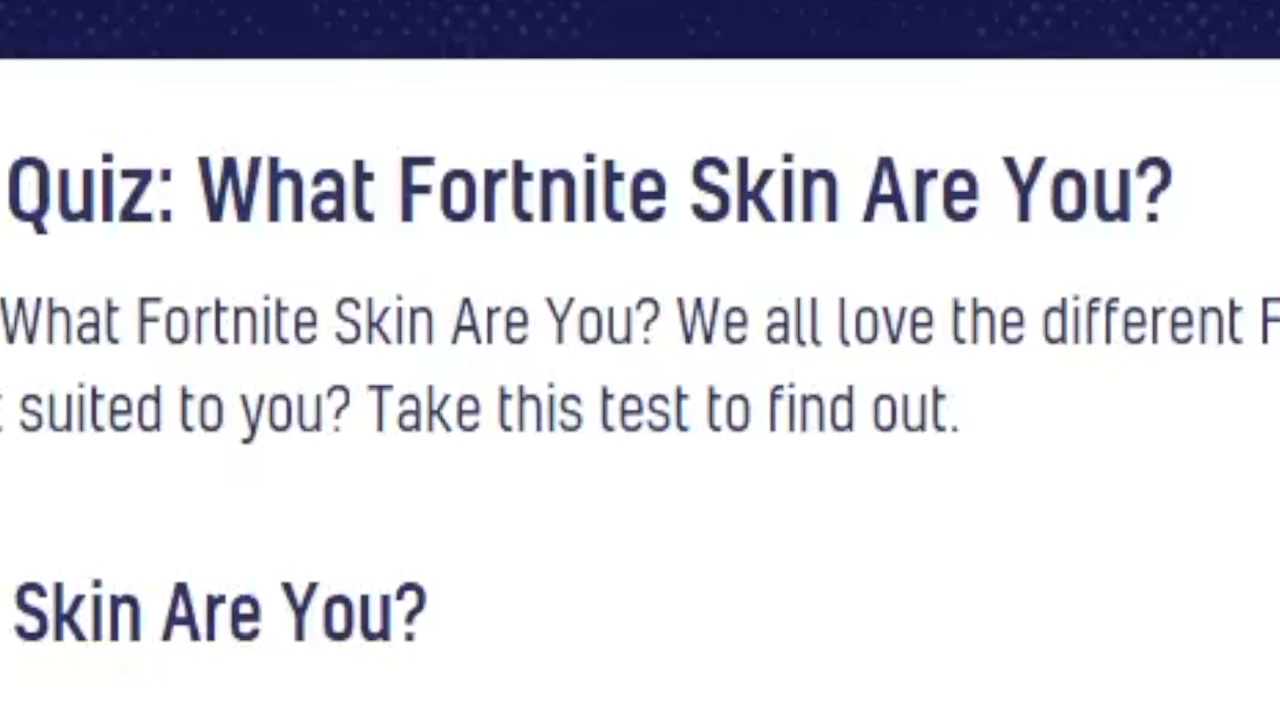 Quiz: What Fortnite Skin Are You?
What Fortnite Skin Are You? We all love the different
suited to you? Take this test to find out.
Skin Are You?